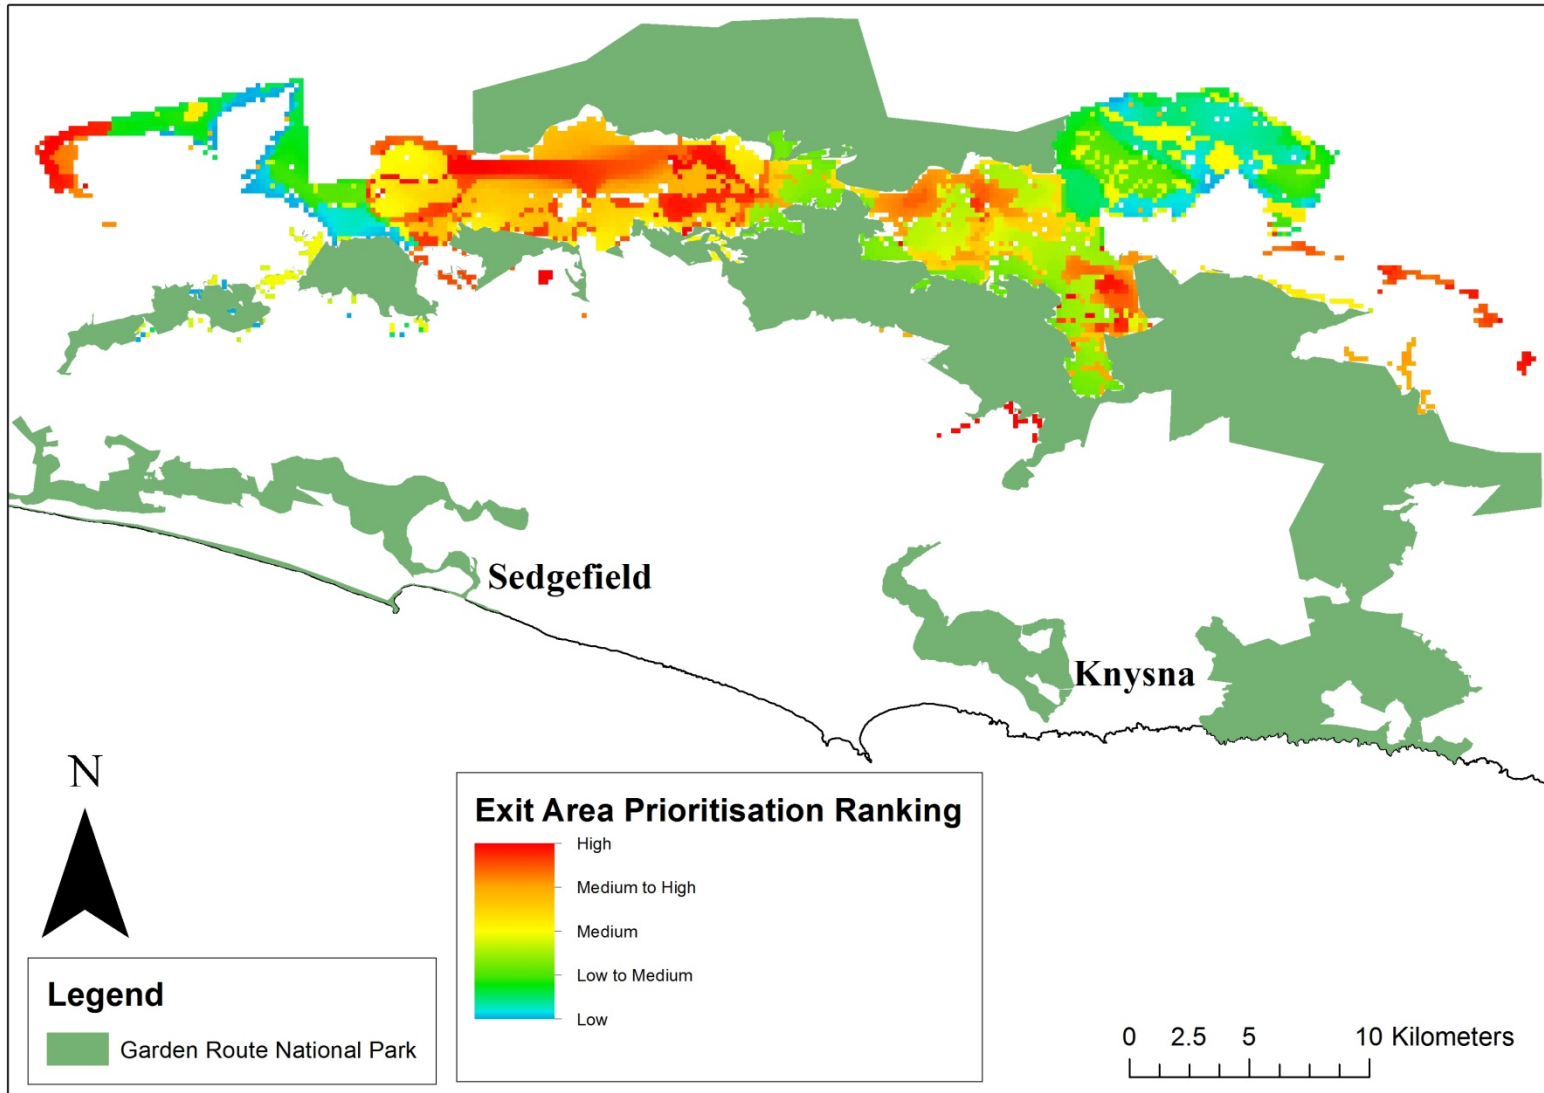 Sedgefield
Knysna
N
Exit Area Prioritisation Ranking
High
Medium to High
Medium
Low to Medium
Low
Legend
Garden Route National Park
0 2.5 5 10 Kilometers